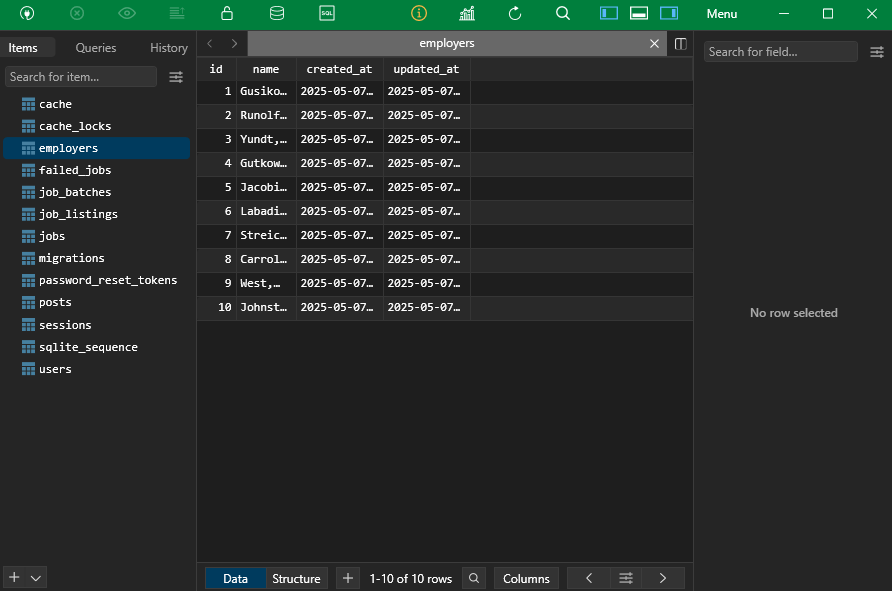 SQL
Menu
Items Queries History
employers
Search for item...
Search for field...
cache
cache_locks
employers
failed_jobs
job_batches
job_listings
jobs
migrations
password_reset_tokens
posts
sessions
sqlite_sequence
users
id name created_at updated_at
1 Gusiko… 2025-05-07… 2025-05-07…
2 Runolf… 2025-05-07… 2025-05-07…
3 Yundt,… 2025-05-07… 2025-05-07…
4 Gutkow… 2025-05-07… 2025-05-07…
5 Jacobi… 2025-05-07… 2025-05-07…
6 Labadi… 2025-05-07… 2025-05-07…
7 Streic… 2025-05-07… 2025-05-07…
8 Carrol… 2025-05-07… 2025-05-07…
9 West,… 2025-05-07… 2025-05-07…
10 Johnst… 2025-05-07… 2025-05-07…
No row selected
Data Structure 1-10 of 10 rows Columns